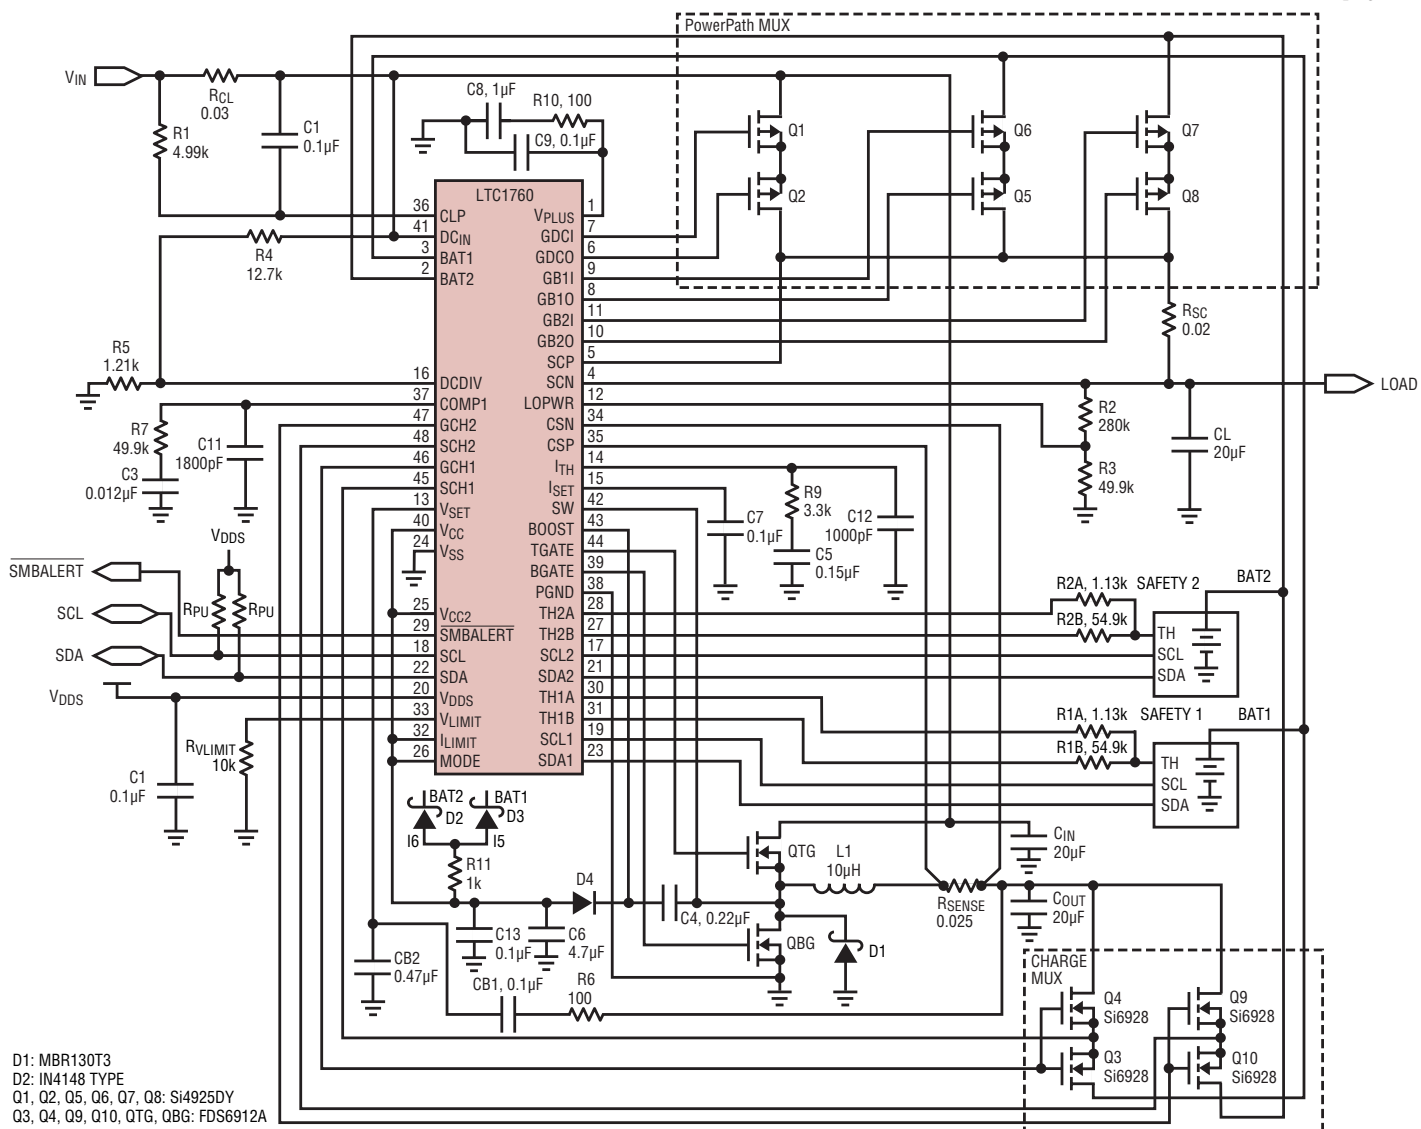 PowerPath MUX
VIN
RCL
0.03
R1
4.99k
C1
0.1µF
C8, 1µF
R10, 100
C9, 0.1µF
Q1
Q2
Q6
Q5
Q7
Q8
LTC1760
36 CLP
41 DCIN
3 BAT1
2 BAT2
16 DCDIV
37 COMP1
47 GCH2
48 SCH2
46 GCH1
45 SCH1
13 VSET
40 VCC
24 VSS
25 VCC2
29 SMBALERT
18 SCL
22 SDA
20 VDDS
33 VLIMIT
32 ILIMIT
26 MODE
VPLUS 1
GDCI 7
GDCO 6
GB1I 9
GB1O 8
GB2I 11
GB2O 10
SCP 5
SCN 4
LOPWR 12
CSN 34
CSP 35
ITH 14
ISET 15
SW 42
BOOST 43
TGATE 44
BGATE 39
PGND 38
TH2A 28
TH2B 27
SCL2 17
SDA2 21
TH1A 30
TH1B 31
SCL1 19
SDA1 23
R4
12.7k
R5
1.21k
R7
49.9k
C11
1800pF
C3
0.012µF
VDDS
SMBALERT
RPU
RPU
SCL
SDA
VDDS
RVLIMIT
10k
C1
0.1µF
RSC
0.02
LOAD
R2
280k
CL
20µF
R3
49.9k
R9
3.3k
C7
0.1µF
C12
1000pF
C5
0.15µF
R2A, 1.13k SAFETY 2
BAT2
R2B, 54.9k
TH
SCL
SDA
R1A, 1.13k SAFETY 1
BAT1
R1B, 54.9k
TH
SCL
SDA
BAT2
D2
I6
BAT1
D3
I5
R11
1k
D4
C4, 0.22µF
C13
0.1µF
C6
4.7µF
CB2
0.47µF
CB1, 0.1µF
R6
100
QTG
L1
10µH
QBG
D1
RSENSE
0.025
CIN
20µF
COUT
20µF
CHARGE
MUX
Q4
Si6928
Q9
Si6928
Q3
Si6928
Q10
Si6928
D1: MBR130T3
D2: IN4148 TYPE
Q1, Q2, Q5, Q6, Q7, Q8: Si4925DY
Q3, Q4, Q9, Q10, QTG, QBG: FDS6912A